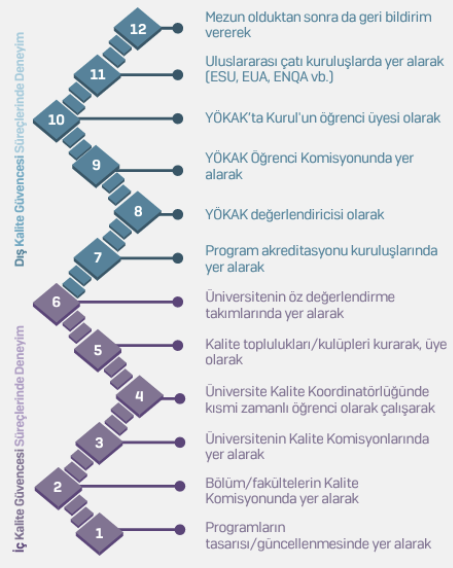 12
Mezun olduktan sonra da geri bildirim
vererek
11
Uluslararası çatı kuruluşlarda yer alarak
(ESU, EUA, ENQA vb.)
10
YÖKAK'ta Kurul'un öğrenci üyesi olarak
9
YÖKAK Öğrenci Komisyonunda yer
alarak
8
YÖKAK değerlendiricisi olarak
7
Program akreditasyonu kuruluşlarında
yer alarak
6
Üniversitenin öz değerlendirme
takımlarında yer alarak
5
Kalite toplulukları/kulüpleri kurarak, üye
olarak
4
Üniversite Kalite Koordinatörlüğünde
kısmi zamanlı öğrenci olarak çalışarak
3
Üniversitenin Kalite Komisyonlarında
yer alarak
2
Bölüm/fakültelerin Kalite
Komisyonunda yer alarak
1
Programların
tasarısı/güncellenmesinde yer alarak
Dış Kalite Güvencesi Süreçlerinde Deneyim
İç Kalite Güvencesi Süreçlerinde Deneyim